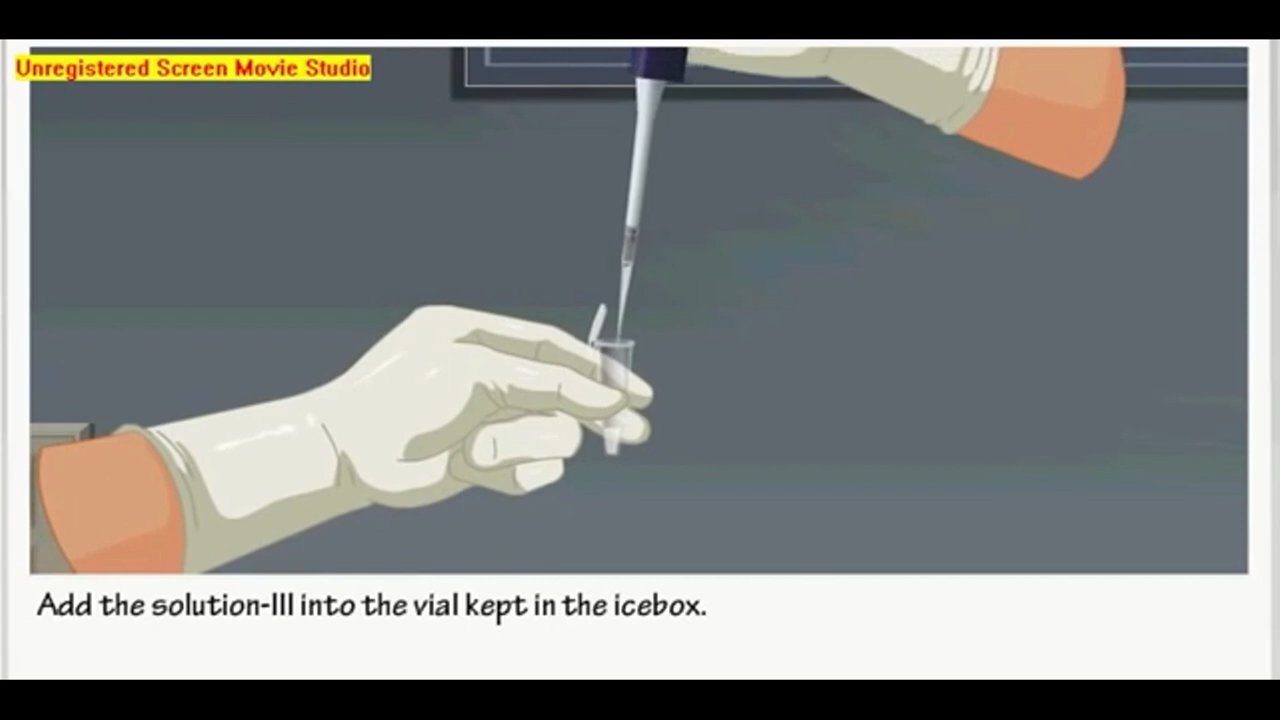 Unregistered Screen Movie Studio
Add the solution-III into the vial kept in the icebox.